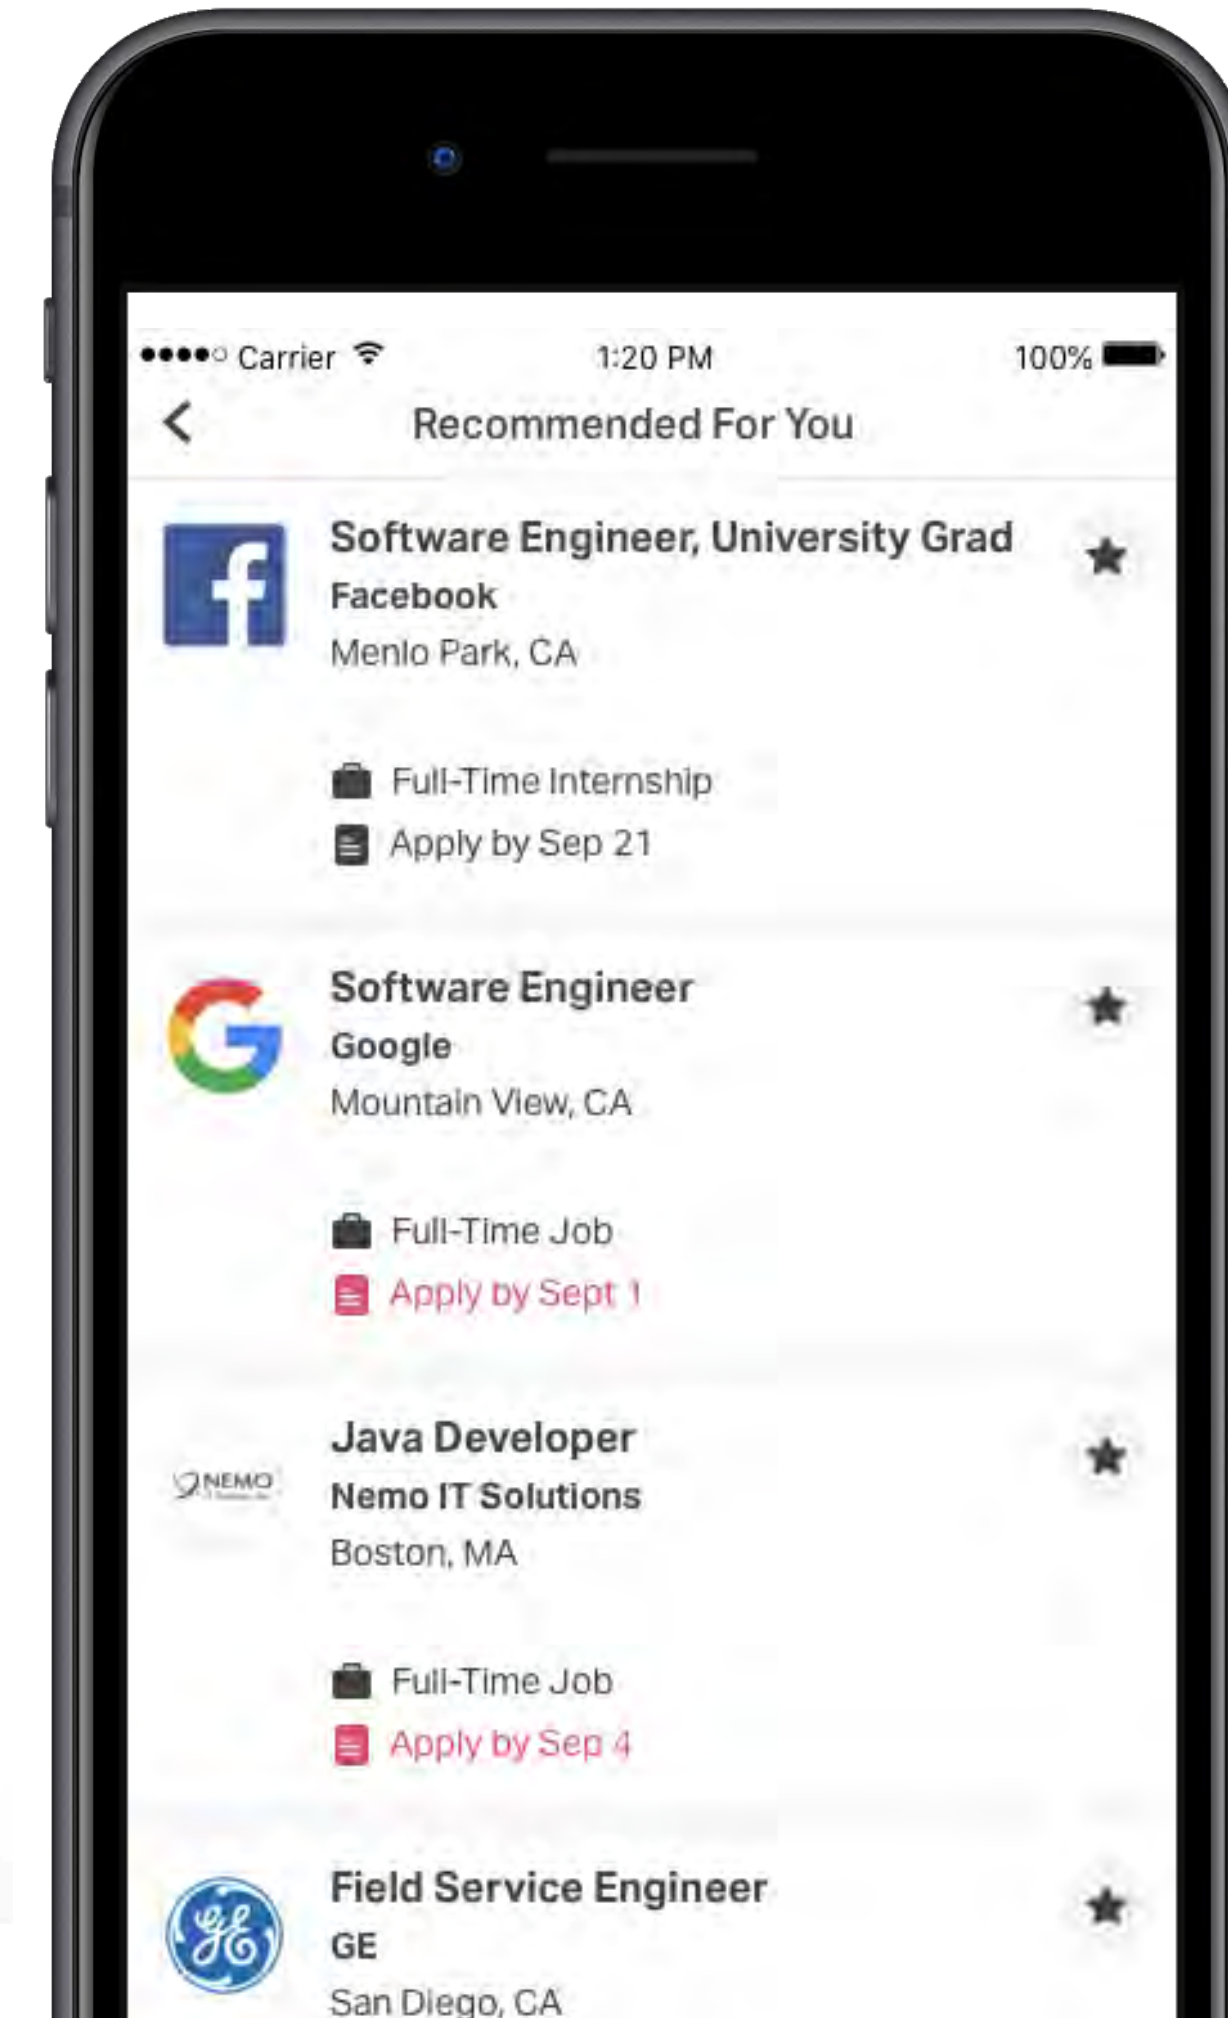 Carrier 1:20 PM 100%
Recommended For You
Software Engineer, University Grad
Facebook
Menlo Park, CA
Full-Time Internship
Apply by Sep 21
Software Engineer
Google
Mountain View, CA
Full-Time Job
Apply by Sept 1
NEMO
Java Developer
Nemo IT Solutions
Boston, MA
Full-Time Job
Apply by Sep 4
GE
Field Service Engineer
GE
San Diego, CA